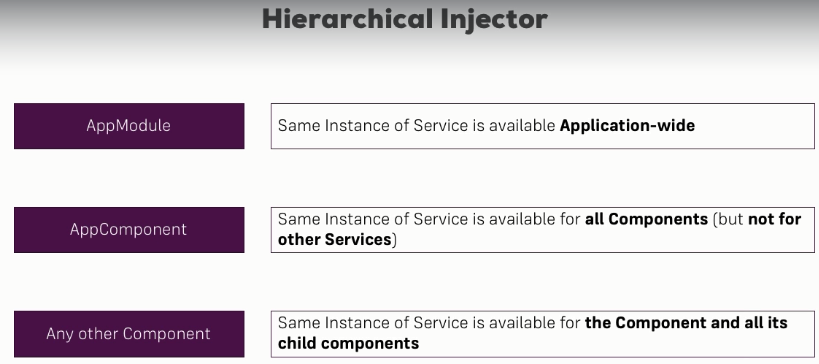 Hierarchical Injector
AppModule
Same Instance of Service is available Application-wide
AppComponent
Same Instance of Service is available for all Components (but not for
other Services)
Any other Component
Same Instance of Service is available for the Component and all its
child components